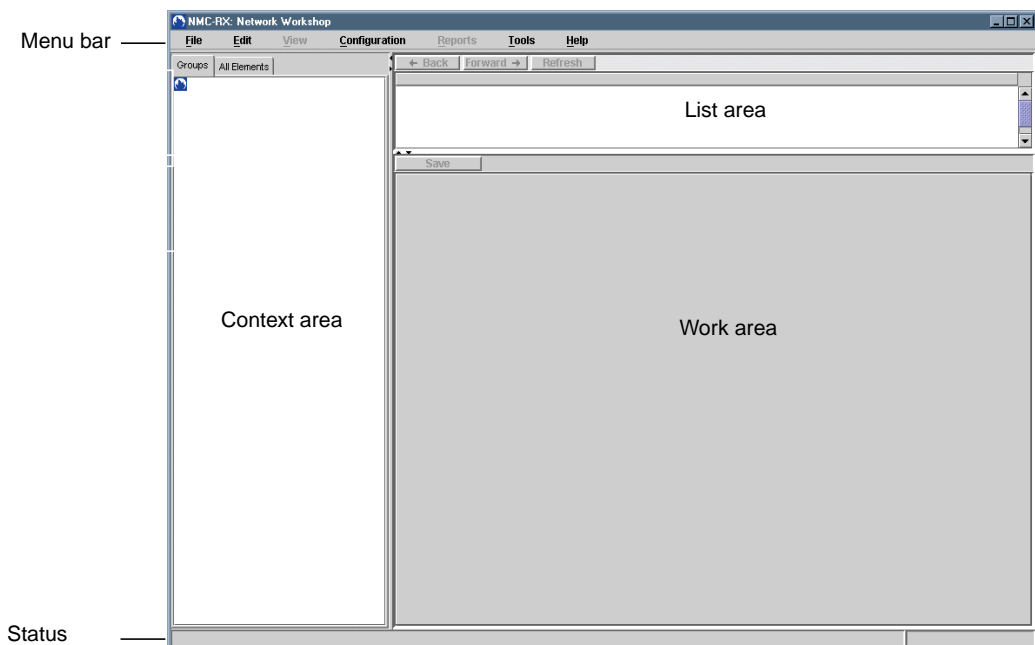 NMC-RX: Network Workshop
Menu bar
File Edit View Configuration Reports Tools Help
Groups All Elements
← Back Forward → Refresh
List area
Save
Context area
Work area
Status